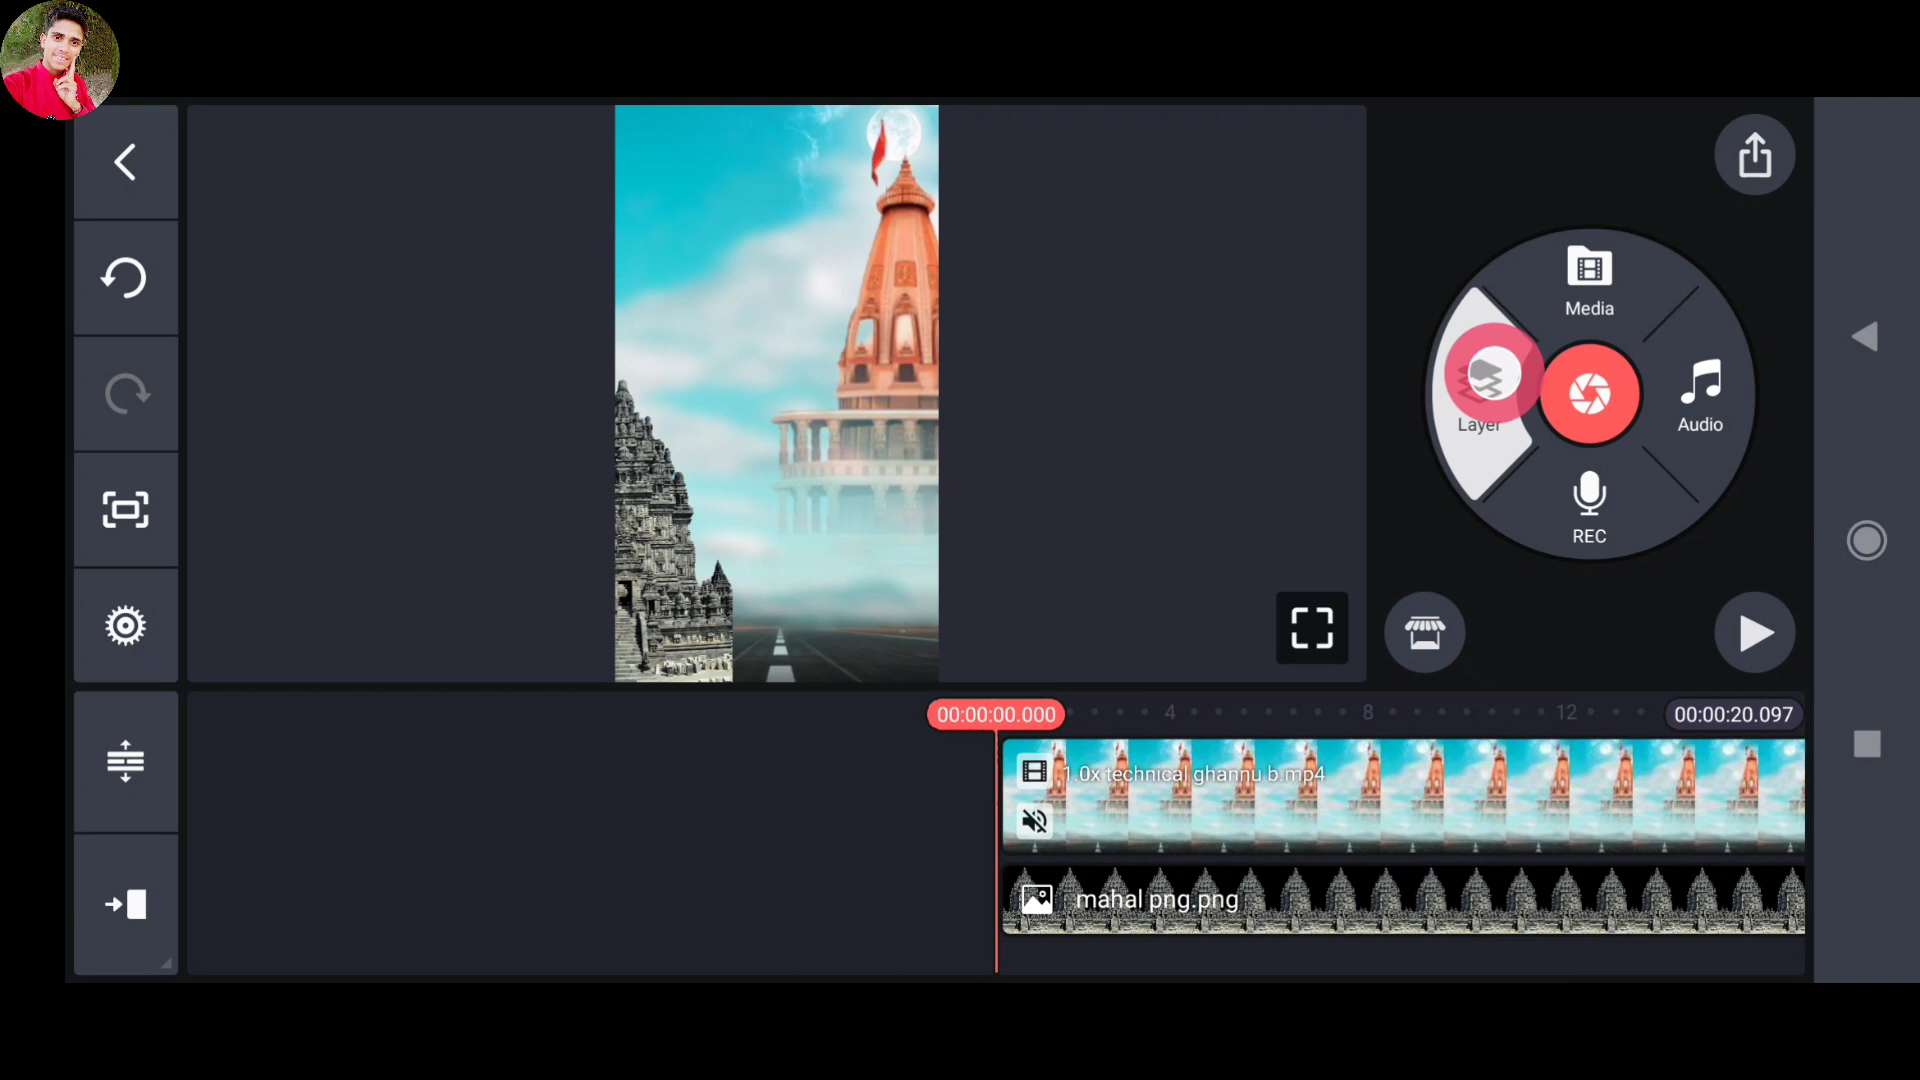 Media
Layer
Audio
REC
00:00:00.000
4
8
12
00:00:20.097
1.0x technical ghannu b.mp4
mahal png.png